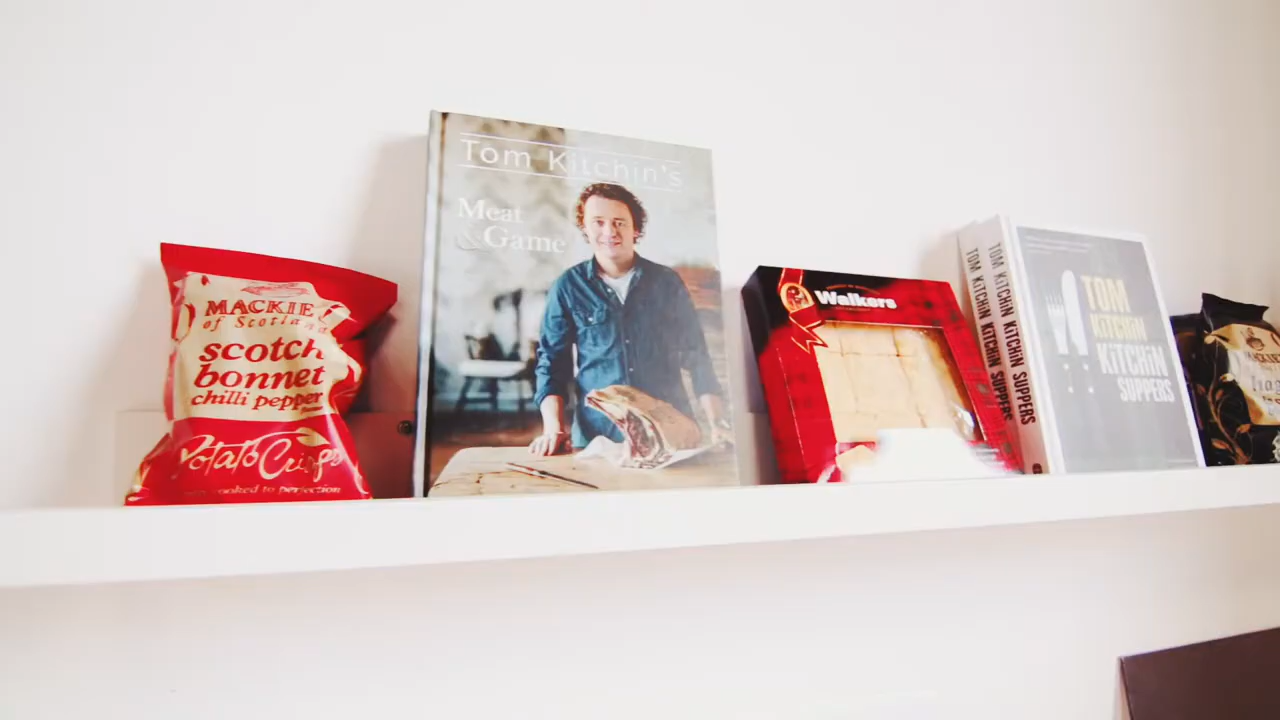 MACKIE'S
of Scotland
scotch
bonnet
chilli pepper
Potato Crisps
cooked to perfection
Tom Kitchin's
Meat
& Game
Walkers
TOM KITCHIN KITCHIN SUPPERS
TOM KITCHIN KITCHIN SUPPERS
TOM
KITCHIN
KITCHIN
SUPPERS